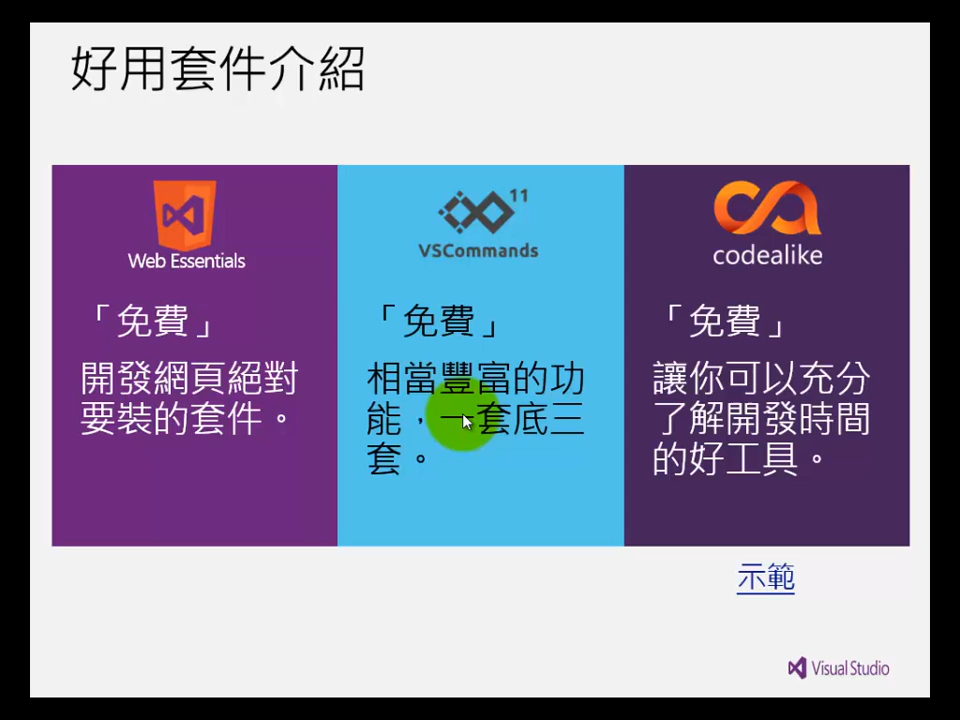 好用套件介紹
Web Essentials
「免費」
開發網頁絕對
要裝的套件。
11
VSCommands
「免費」
相當豐富的功
能，一套底三
套。
codealike
「免費」
讓你可以充分
了解開發時間
的好工具。
示範
Visual Studio